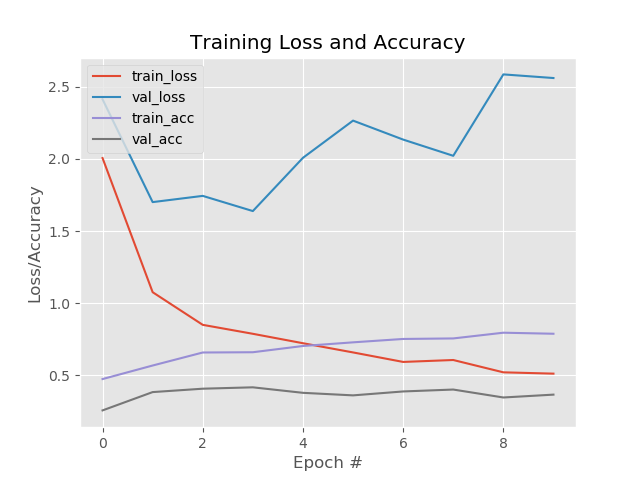 Training Loss and Accuracy
train_loss
val_loss
train_acc
val_acc
2.5
2.0
1.5
1.0
0.5
Loss/Accuracy
0 2 4 6 8
Epoch #